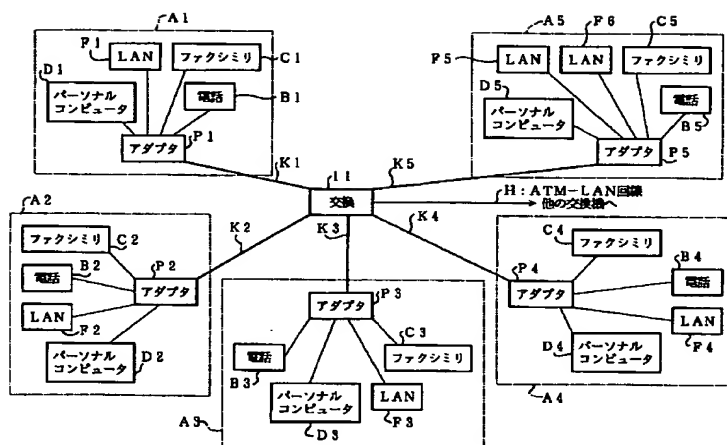 A1
F1
LAN
ファクシミリ
C1
D1
パーソナル
コンピュータ
電話
B1
アダプタ
P1
K1
A5
F6
C5
F5
LAN
LAN
ファクシミリ
D5
パーソナル
コンピュータ
電話
B5
アダプタ
P5
K5
11
交換
H:ATM-LAN回線
他の交換機へ
K2
K3
K4
A2
ファクシミリ
C2
電話
B2
P2
アダプタ
LAN
F2
パーソナル
コンピュータ
D2
アダプタ
P3
電話
B3
C3
ファクシミリ
パーソナル
コンピュータ
D3
LAN
F3
A3
C4
ファクシミリ
P4
アダプタ
B4
電話
LAN
F4
D4
パーソナル
コンピュータ
A4